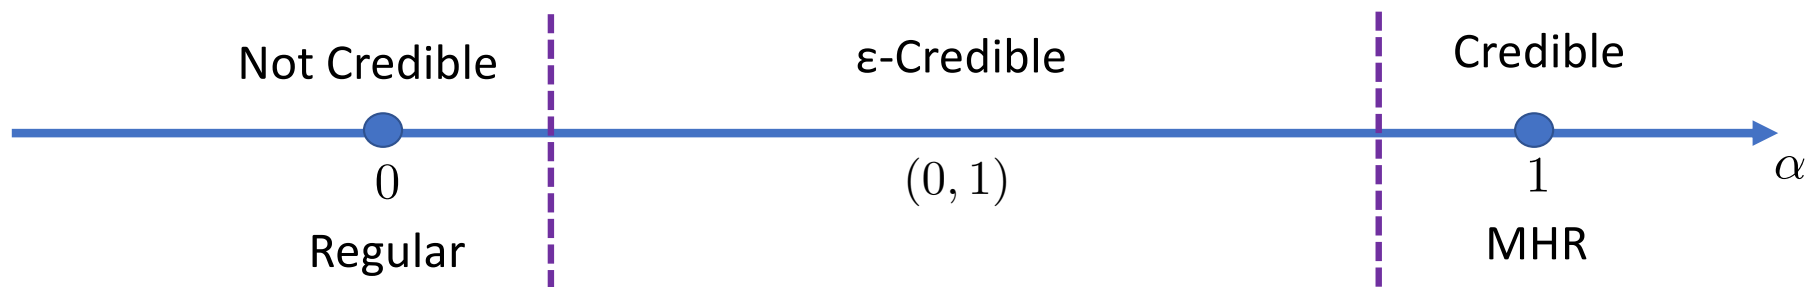 Not Credible
ε-Credible
Credible
0
(0, 1)
1
α
Regular
MHR